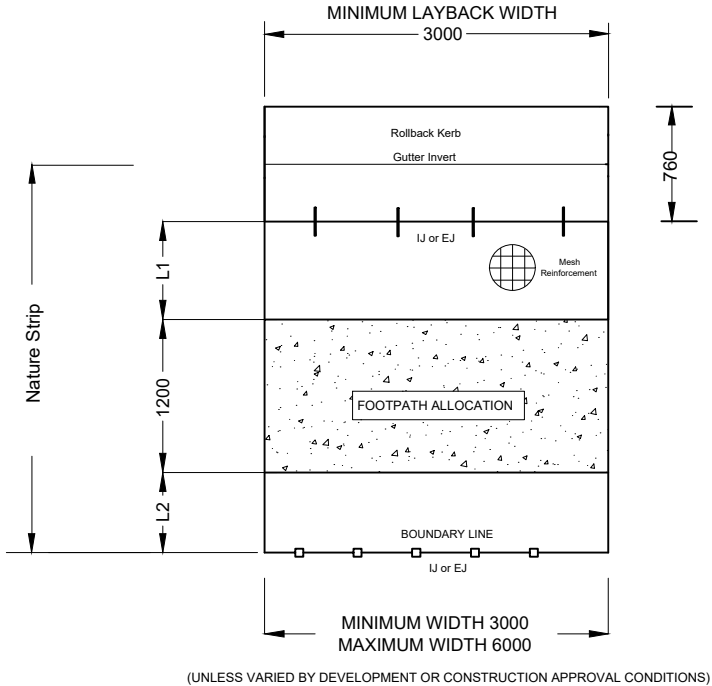 MINIMUM LAYBACK WIDTH
3000
Rollback Kerb
Gutter Invert
760
IJ or EJ
Mesh
Reinforcement
L1
Nature Strip
1200
FOOTPATH ALLOCATION
L2
BOUNDARY LINE
IJ or EJ
MINIMUM WIDTH 3000
MAXIMUM WIDTH 6000
(UNLESS VARIED BY DEVELOPMENT OR CONSTRUCTION APPROVAL CONDITIONS)